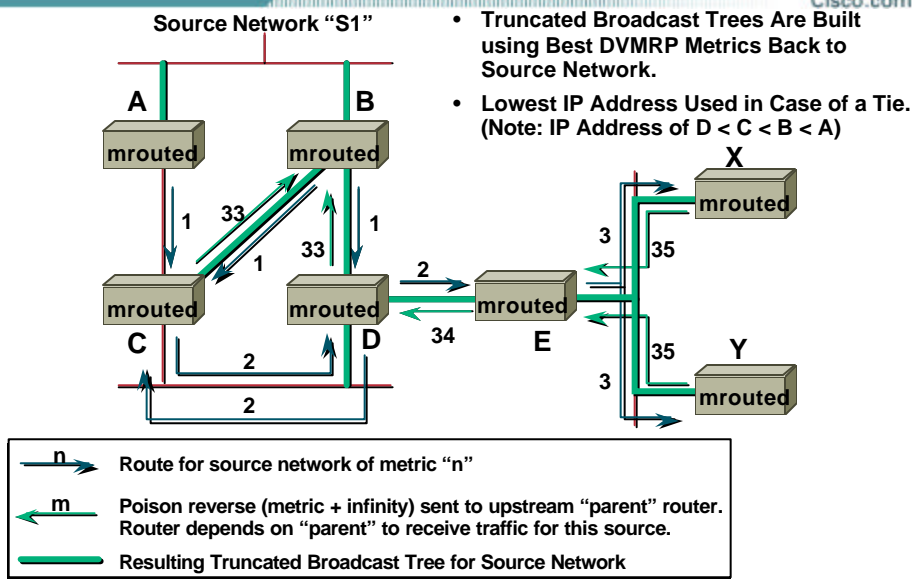 Cisco.com
Source Network “S1”
• Truncated Broadcast Trees Are Built
using Best DVMRP Metrics Back to
Source Network.
• Lowest IP Address Used in Case of a Tie.
(Note: IP Address of D < C < B < A)
A
B
X
mrouted
mrouted
mrouted
33
3
1
1
33
1
35
2
mrouted
mrouted
mrouted
C
D
34
E
35
Y
2
3
mrouted
2
n
Route for source network of metric “n”
m
Poison reverse (metric + infinity) sent to upstream “parent” router.
Router depends on “parent” to receive traffic for this source.
Resulting Truncated Broadcast Tree for Source Network